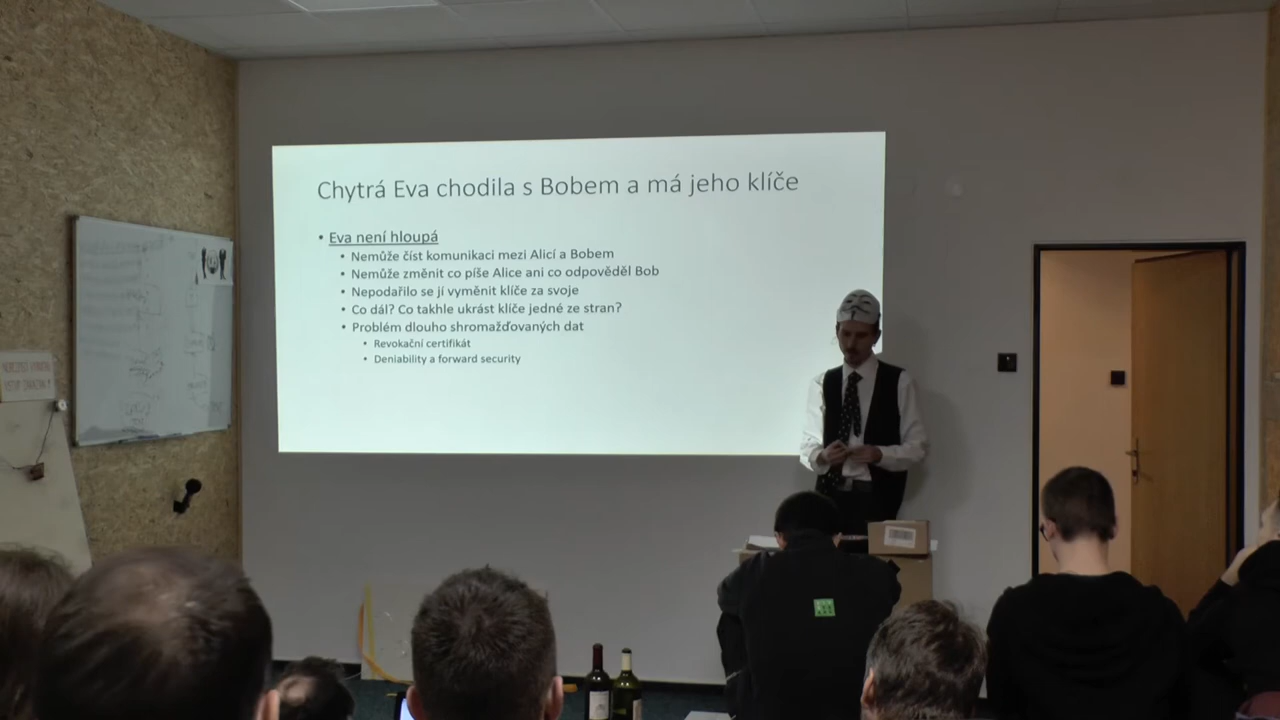 Chytrá Eva chodila s Bobem a má jeho klíče
• Eva není hloupá
• Nemůže číst komunikaci mezi Alicí a Bobem
• Nemůže změnit co píše Alice ani co odpověděl Bob
• Nepodařilo se jí vyměnit klíče za svoje
• Co dál? Co takhle ukrást klíče jedné ze stran?
• Problém dlouho shromažďovaných dat
• Revokační certifikát
• Deniability a forward security